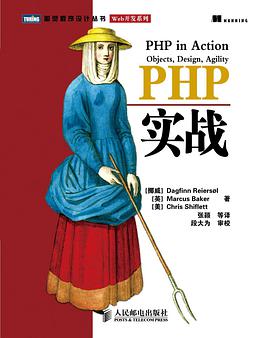 TURING
图灵程序设计丛书
Web开发系列
MANNING
PHP in Action
Objects, Design, Agility
PHP
实战
[挪威] Dagfinn Reiersøl
[英] Marcus Baker 著
[美] Chris Shiflett
张颖 等译
段大为 审校
人民邮电出版社
POSTS & TELECOM PRESS